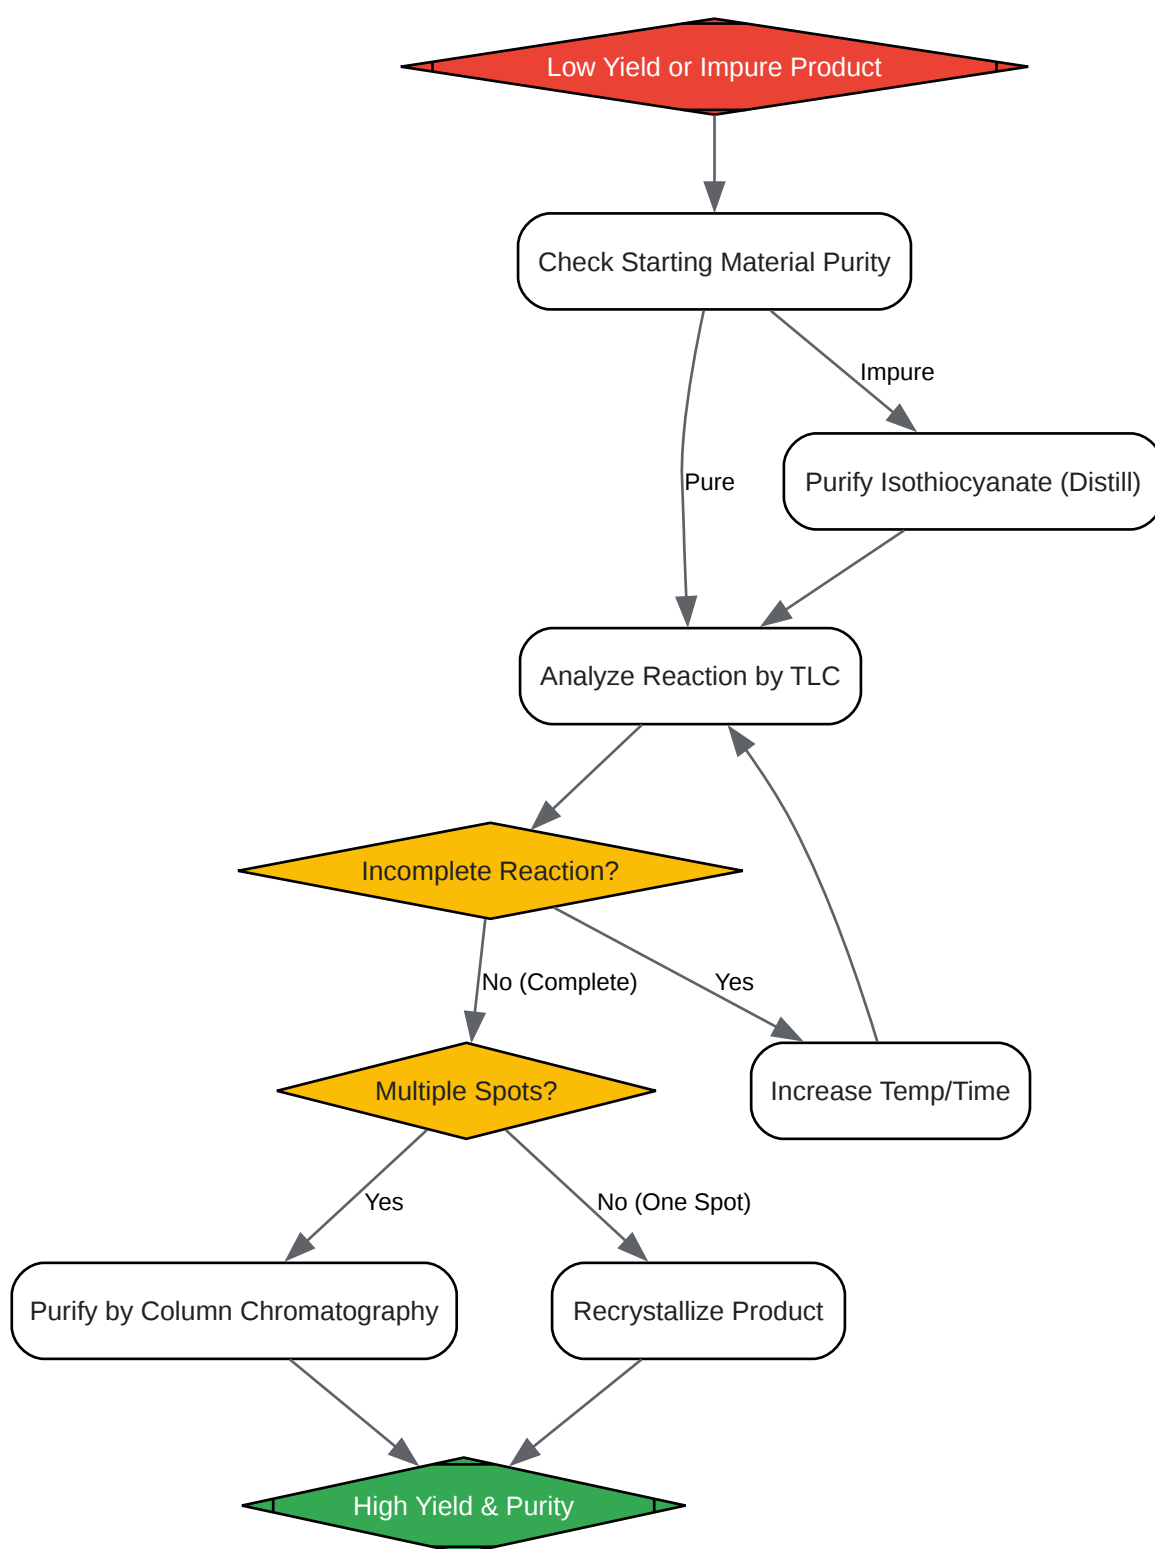 Low Yield or Impure Product
Check Starting Material Purity
Impure
Pure
Purify Isothiocyanate (Distill)
Analyze Reaction by TLC
Incomplete Reaction?
No (Complete)
Yes
Multiple Spots?
Increase Temp/Time
Yes
No (One Spot)
Purify by Column Chromatography
Recrystallize Product
High Yield & Purity